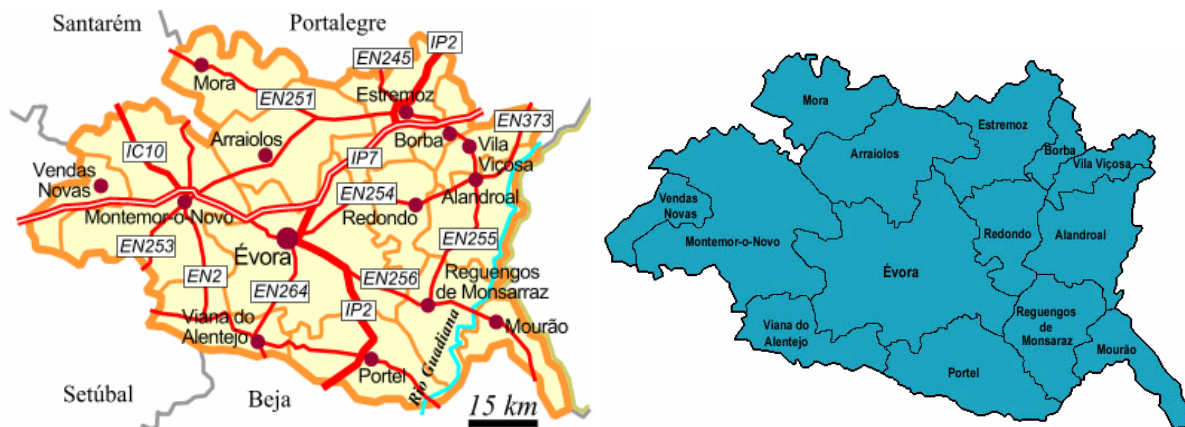 Santarém
Portalegre
IP2
EN245
Mora
EN251
Estremoz
EN373
Arraiolos
Borba
Vila
Viçosa
IC10
IP7
Vendas
Novas
EN254
Alandroal
Montemor-o-Novo
Redondo
EN253
Évora
EN255
EN2
EN256
Reguengos
de Monsarraz
EN264
IP2
Viana do
Alentejo
Mourão
Portel
Rio Guadiana
Setúbal
Beja
15 km
Mora
Estremoz
Arraiolos
Borba
Vila Viçosa
Vendas
Novas
Montemor-o-Novo
Redondo
Alandroal
Évora
Viana do
Alentejo
Reguengos
de
Monsaraz
Mourão
Portel